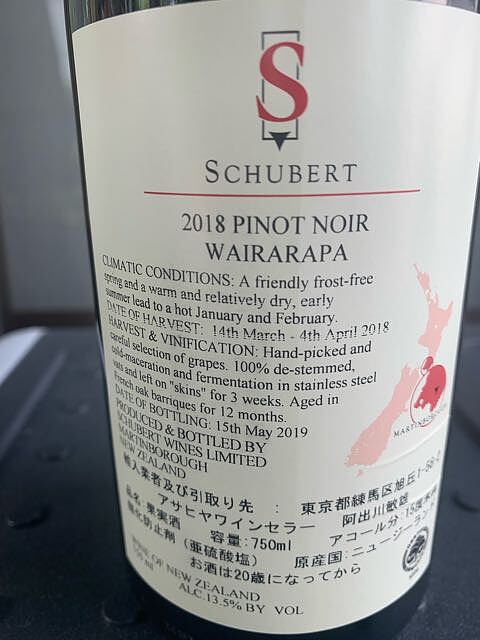 S
SCHUBERT
2018 PINOT NOIR
WAIRARAPA
CLIMATIC CONDITIONS: A friendly frost-free
spring and a warm and relatively dry, early
summer lead to a hot January and February.
DATE OF HARVEST: 14th March - 4th April 2018
HARVEST & VINIFICATION: Hand-picked and
careful selection of grapes. 100% de-stemmed,
cold-maceration and fermentation in stainless steel
vats and left on "skins" for 3 weeks. Aged in
French oak barriques for 12 months.
DATE OF BOTTLING: 15th May 2019
PRODUCED & BOTTLED BY
SCHUBERT WINES LIMITED
MARTINBOROUGH
NEW ZEALAND
MARTINBOROUGH
輸入業者及び引取り先 : 東京都練馬区旭丘1-58-
アサヒヤワインセラー 阿出川敏雄
品名:果実酒 容量:750ml アルコール分:15度未満
酸化防止剤(亜硫酸塩) 原産国:ニュージーランド
お酒は20歳になってから
WINE OF NEW ZEALAND
750 ml ALC.13.5% BY VOL